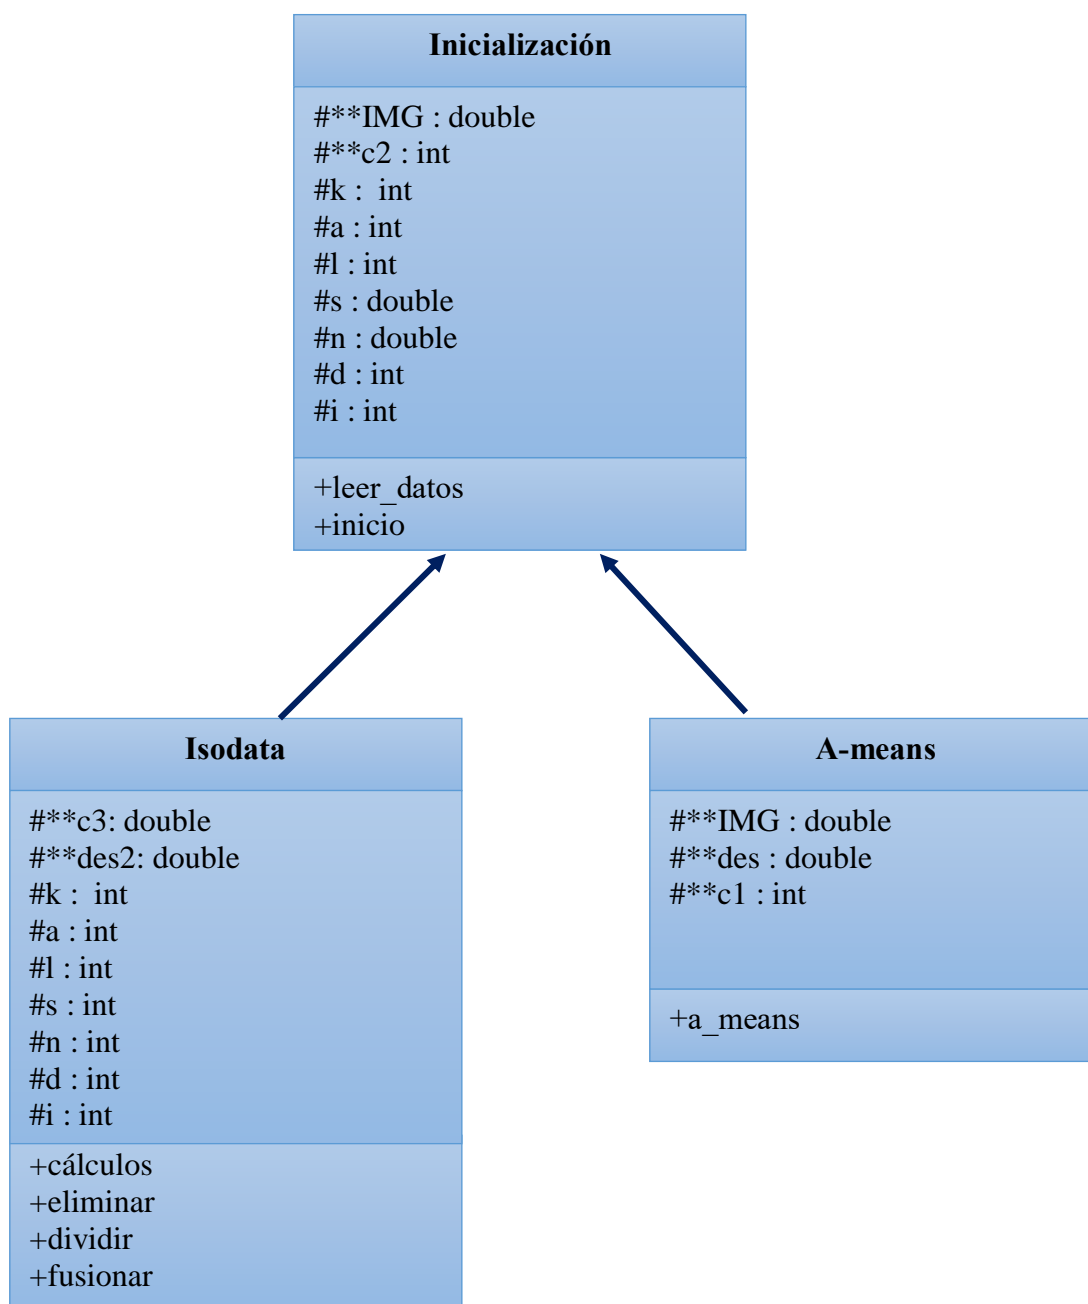 Inicialización
#**IMG : double
#**c2 : int
#k :  int
#a : int
#l : int
#s : double
#n : double
#d : int
#i : int
+leer_datos
+inicio
Isodata
#**c3: double
#**des2: double
#k :  int
#a : int
#l : int
#s : int
#n : int
#d : int
#i : int
+cálculos
+eliminar
+dividir
+fusionar
A-means
#**IMG : double
#**des : double
#**c1 : int
+a_means